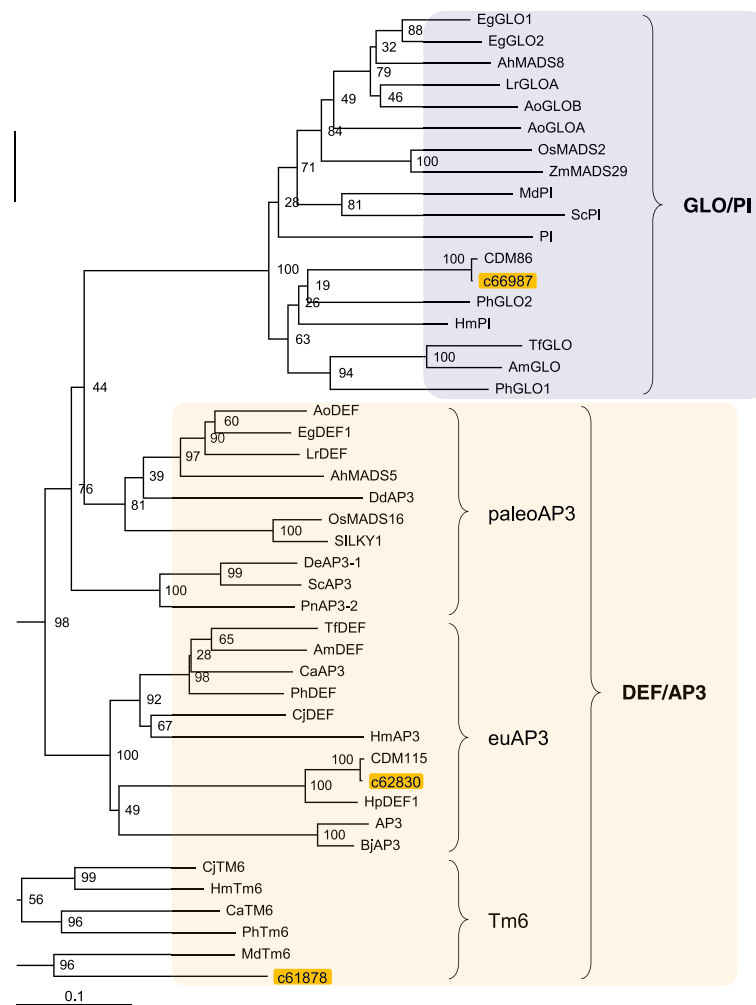 EgGLO1
88
EgGLO2
32
AhMADS8
79
LrGLOA
49
46
AoGLOB
84
AoGLOA
OsMADS2
100
71
ZmMADS29
MdPI
28
81
GLO/PI
ScPI
PI
100
100
CDM86
c66987
19
26
PhGLO2
HmPI
63
TfGLO
100
AmGLO
94
PhGLO1
44
AoDEF
60
EgDEF1
90
LrDEF
97
39
AhMADS5
76
DdAP3
81
paleoAP3
OsMADS16
100
SILKY1
DeAP3-1
99
ScAP3
100
PnAP3-2
98
TfDEF
65
AmDEF
28
CaAP3
98
92
PhDEF
DEF/AP3
CjDEF
67
HmAP3
euAP3
100
100
CDM115
c62830
100
HpDEF1
49
AP3
100
BjAP3
CjTM6
99
HmTm6
56
CaTM6
Tm6
96
PhTm6
MdTm6
96
c61878
0.1